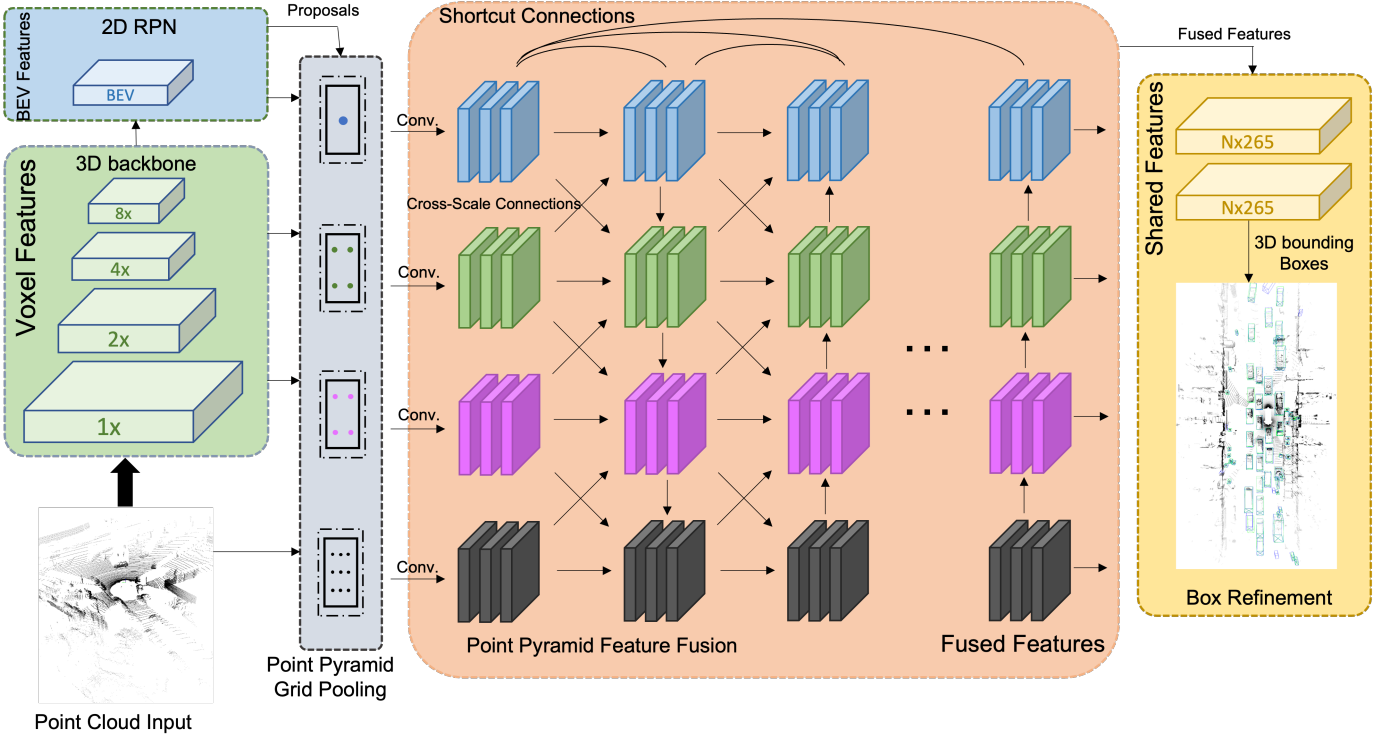 BEV Features
2D RPN
BEV
Proposals
Voxel Features
3D backbone
8x
4x
2x
1x
Point Cloud Input
Point Pyramid
Grid Pooling
Shortcut Connections
Conv.
Cross-Scale Connections
Conv.
Conv.
Conv.
Point Pyramid Feature Fusion
Fused Features
Fused Features
Shared Features
Nx265
Nx265
3D bounding
Boxes
Box Refinement